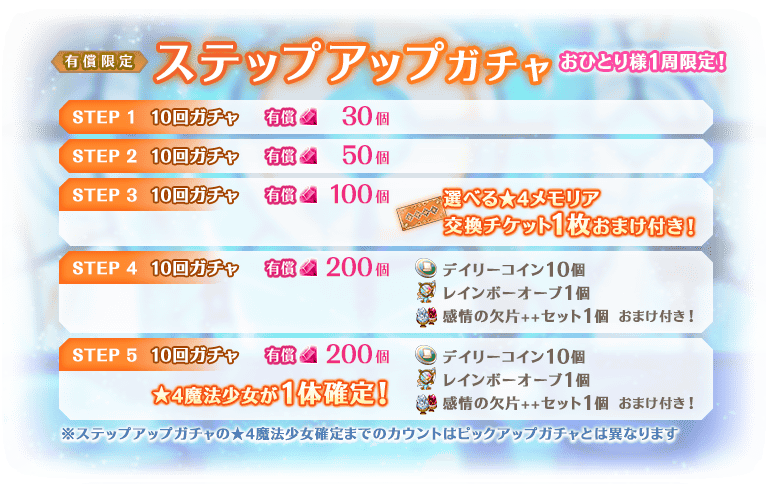 有償限定 ステップアップガチャ おひとり様1周限定!
STEP 1 10回ガチャ 有償 30個
STEP 2 10回ガチャ 有償 50個
STEP 3 10回ガチャ 有償 100個 選べる★4メモリア
交換チケット1枚おまけ付き!
STEP 4 10回ガチャ 有償 200個 デイリーコイン10個
レインボーオーブ1個
感情の欠片++セット1個 おまけ付き!
STEP 5 10回ガチャ 有償 200個 デイリーコイン10個
レインボーオーブ1個
★4魔法少女が1体確定! 感情の欠片++セット1個 おまけ付き!
※ステップアップガチャの★4魔法少女確定までのカウントはピックアップガチャとは異なります